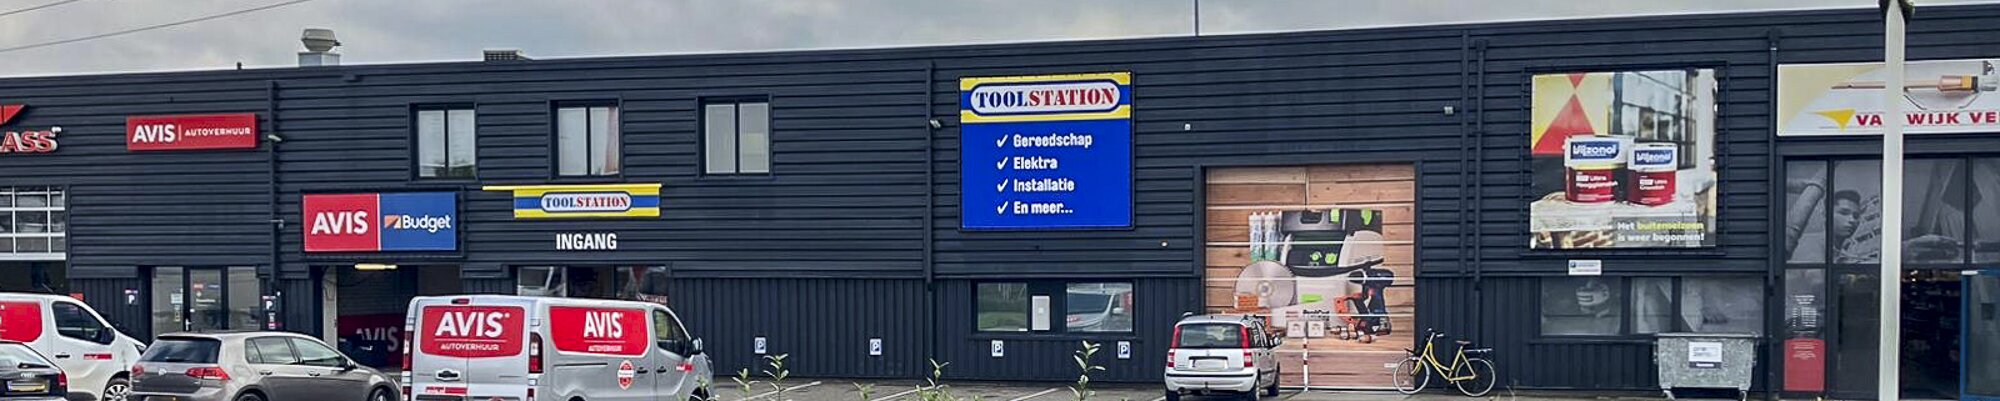 ASS
AVIS AUTOVERHUUR
AVIS Budget
TOOLSTATION
INGANG
TOOLSTATION
✓ Gereedschap
✓ Elektra
✓ Installatie
✓ En meer...
Wijzonol
Wijzonol
Het buitenseizoen
is weer begonnen!
VAN WIJK VE
AVIS
AVIS
AUTOVERHUUR
AVIS
AUTOVERHUUR
P
P
P
P
P